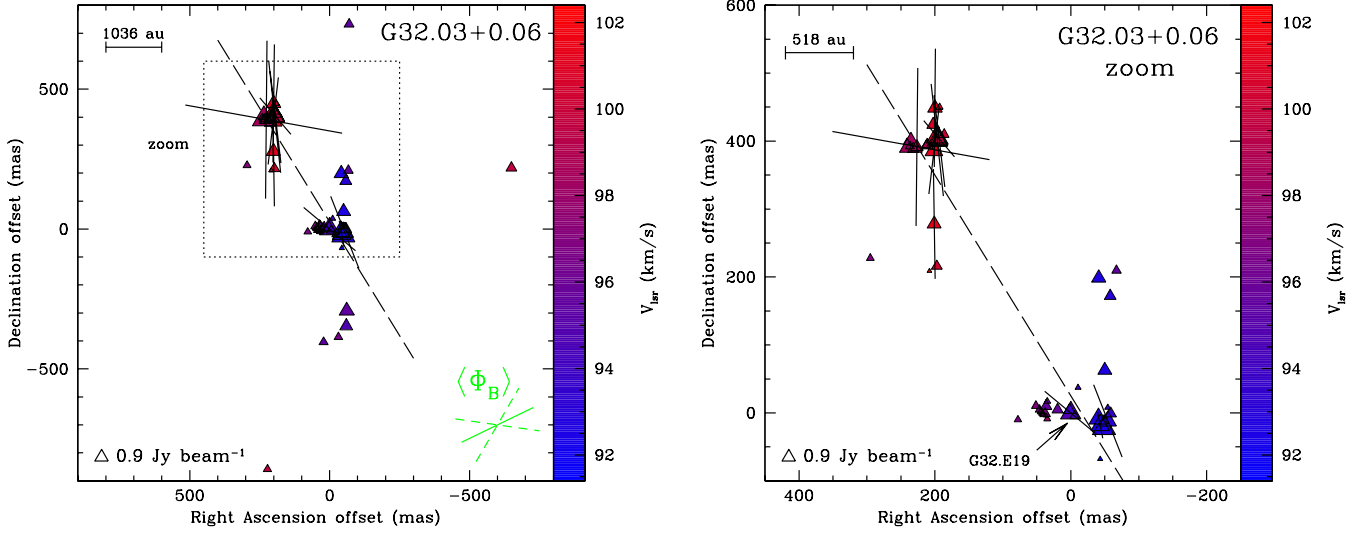 1036 au
G32.03+0.06
zoom
500
0
−500
Declination offset (mas)
⟨Φ_B⟩
△ 0.9 Jy beam⁻¹
500
0
−500
Right Ascension offset (mas)
102
100
98
96
94
92
V_lsr (km/s)
600
400
200
0
Declination offset (mas)
518 au
G32.03+0.06
zoom
G32.E19
△ 0.9 Jy beam⁻¹
400
200
0
−200
Right Ascension offset (mas)
102
100
98
96
94
92
V_lsr (km/s)